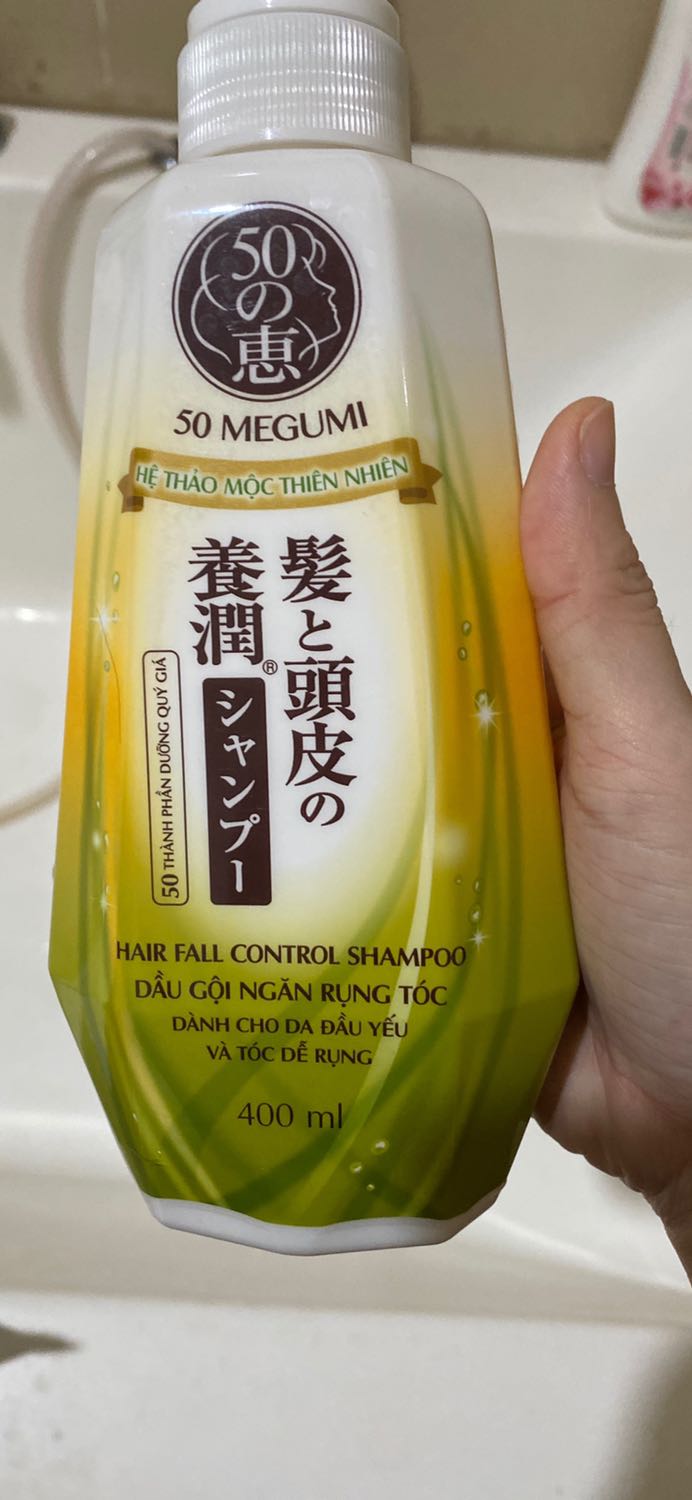 50の恵
50 MEGUMI
HỆ THẢO MỘC THIÊN NHIÊN
髪と頭皮の
養潤®
シャンプー
50 THÀNH PHẦN DƯỠNG QUÝ GIÁ
HAIR FALL CONTROL SHAMPOO
DẦU GỘI NGĂN RỤNG TÓC
DÀNH CHO DA ĐẦU YẾU
VÀ TÓC DỄ RỤNG
400 ml